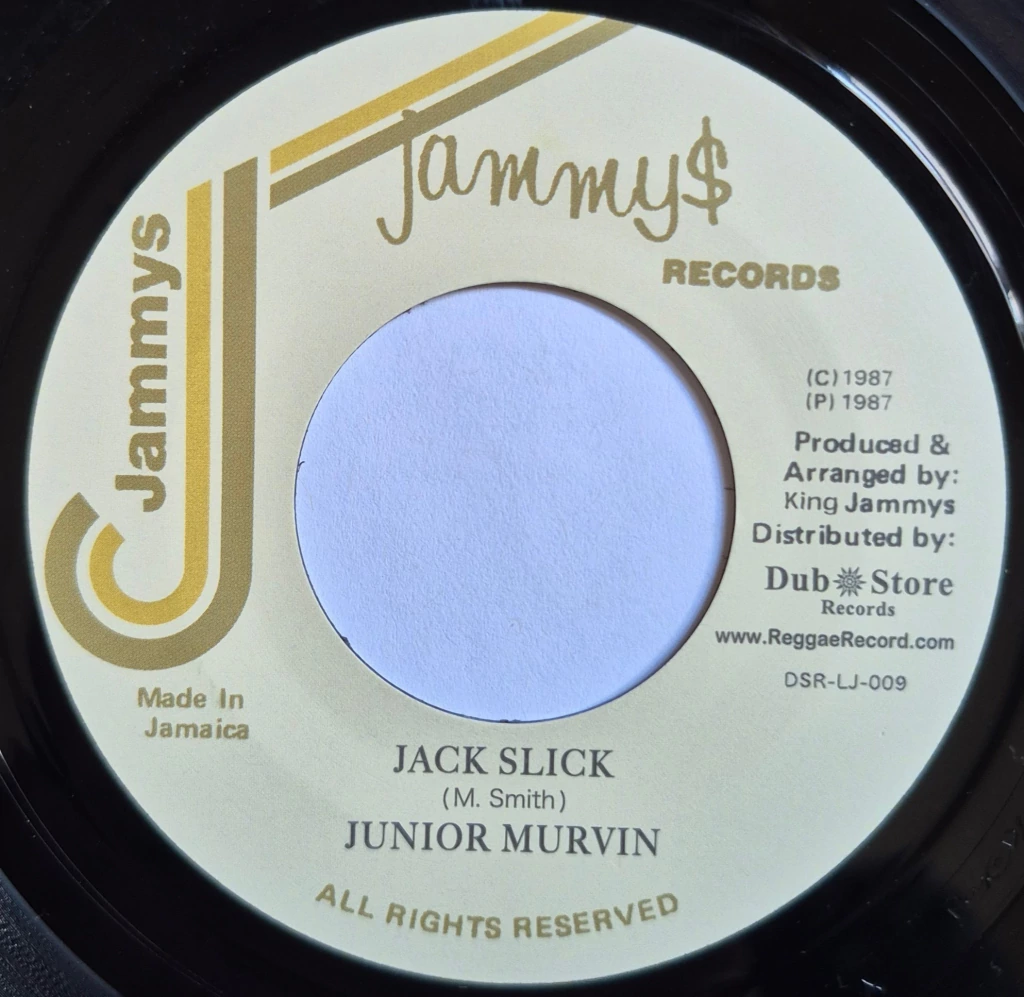 Jammys
jammy$
RECORDS
(C) 1987
(P) 1987
Produced &
Arranged by:
King Jammys
Distributed by:
Dub Store
Records
www.ReggaeRecord.com
DSR-LJ-009
Made In
Jamaica
JACK SLICK
(M. Smith)
JUNIOR MURVIN
ALL RIGHTS RESERVED